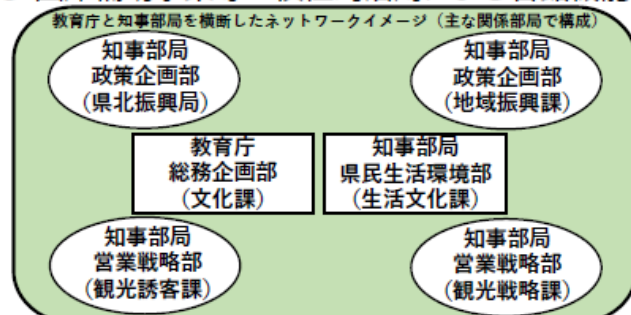 教育庁と知事部局を横断したネットワークイメージ（主な関係部局で構成）
知事部局
政策企画部
（県北振興局）
知事部局
政策企画部
（地域振興課）
教育庁
総務企画部
（文化課）
知事部局
県民生活環境部
（生活文化課）
知事部局
営業戦略部
（観光誘客課）
知事部局
営業戦略部
（観光戦略課）